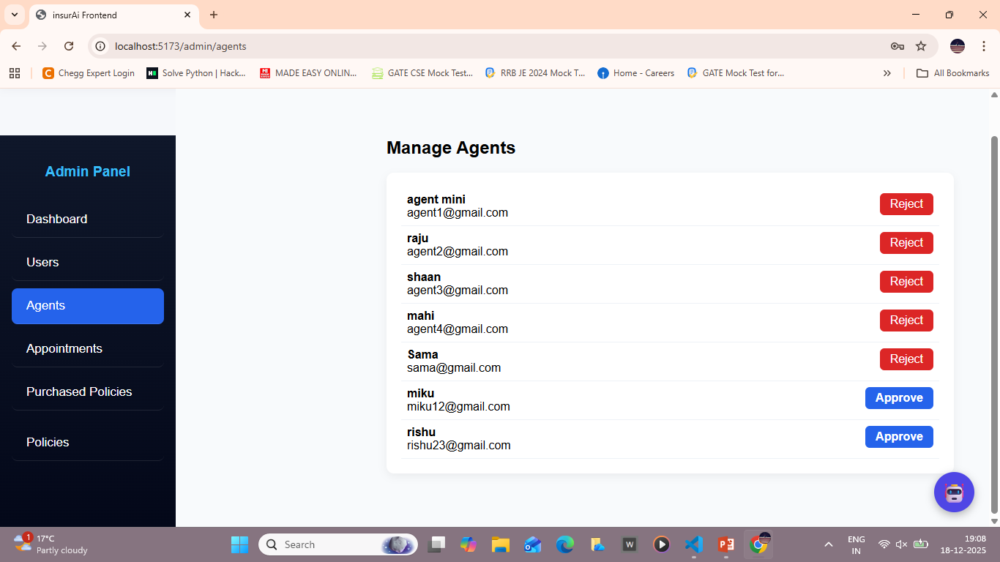 insurAi Frontend
localhost:5173/admin/agents
C Chegg Expert Login
Solve Python | Hack...
MADE EASY ONLIN...
GATE CSE Mock Test...
RRB JE 2024 Mock T...
Home - Careers
GATE Mock Test for...
All Bookmarks
Admin Panel
Dashboard
Users
Agents
Appointments
Purchased Policies
Policies
Manage Agents
agent mini
agent1@gmail.com
Reject
raju
agent2@gmail.com
Reject
shaan
agent3@gmail.com
Reject
mahi
agent4@gmail.com
Reject
Sama
sama@gmail.com
Reject
miku
miku12@gmail.com
Approve
rishu
rishu23@gmail.com
Approve
1
17°C
Partly cloudy
Search
W
P
ENG
IN
19:08
18-12-2025